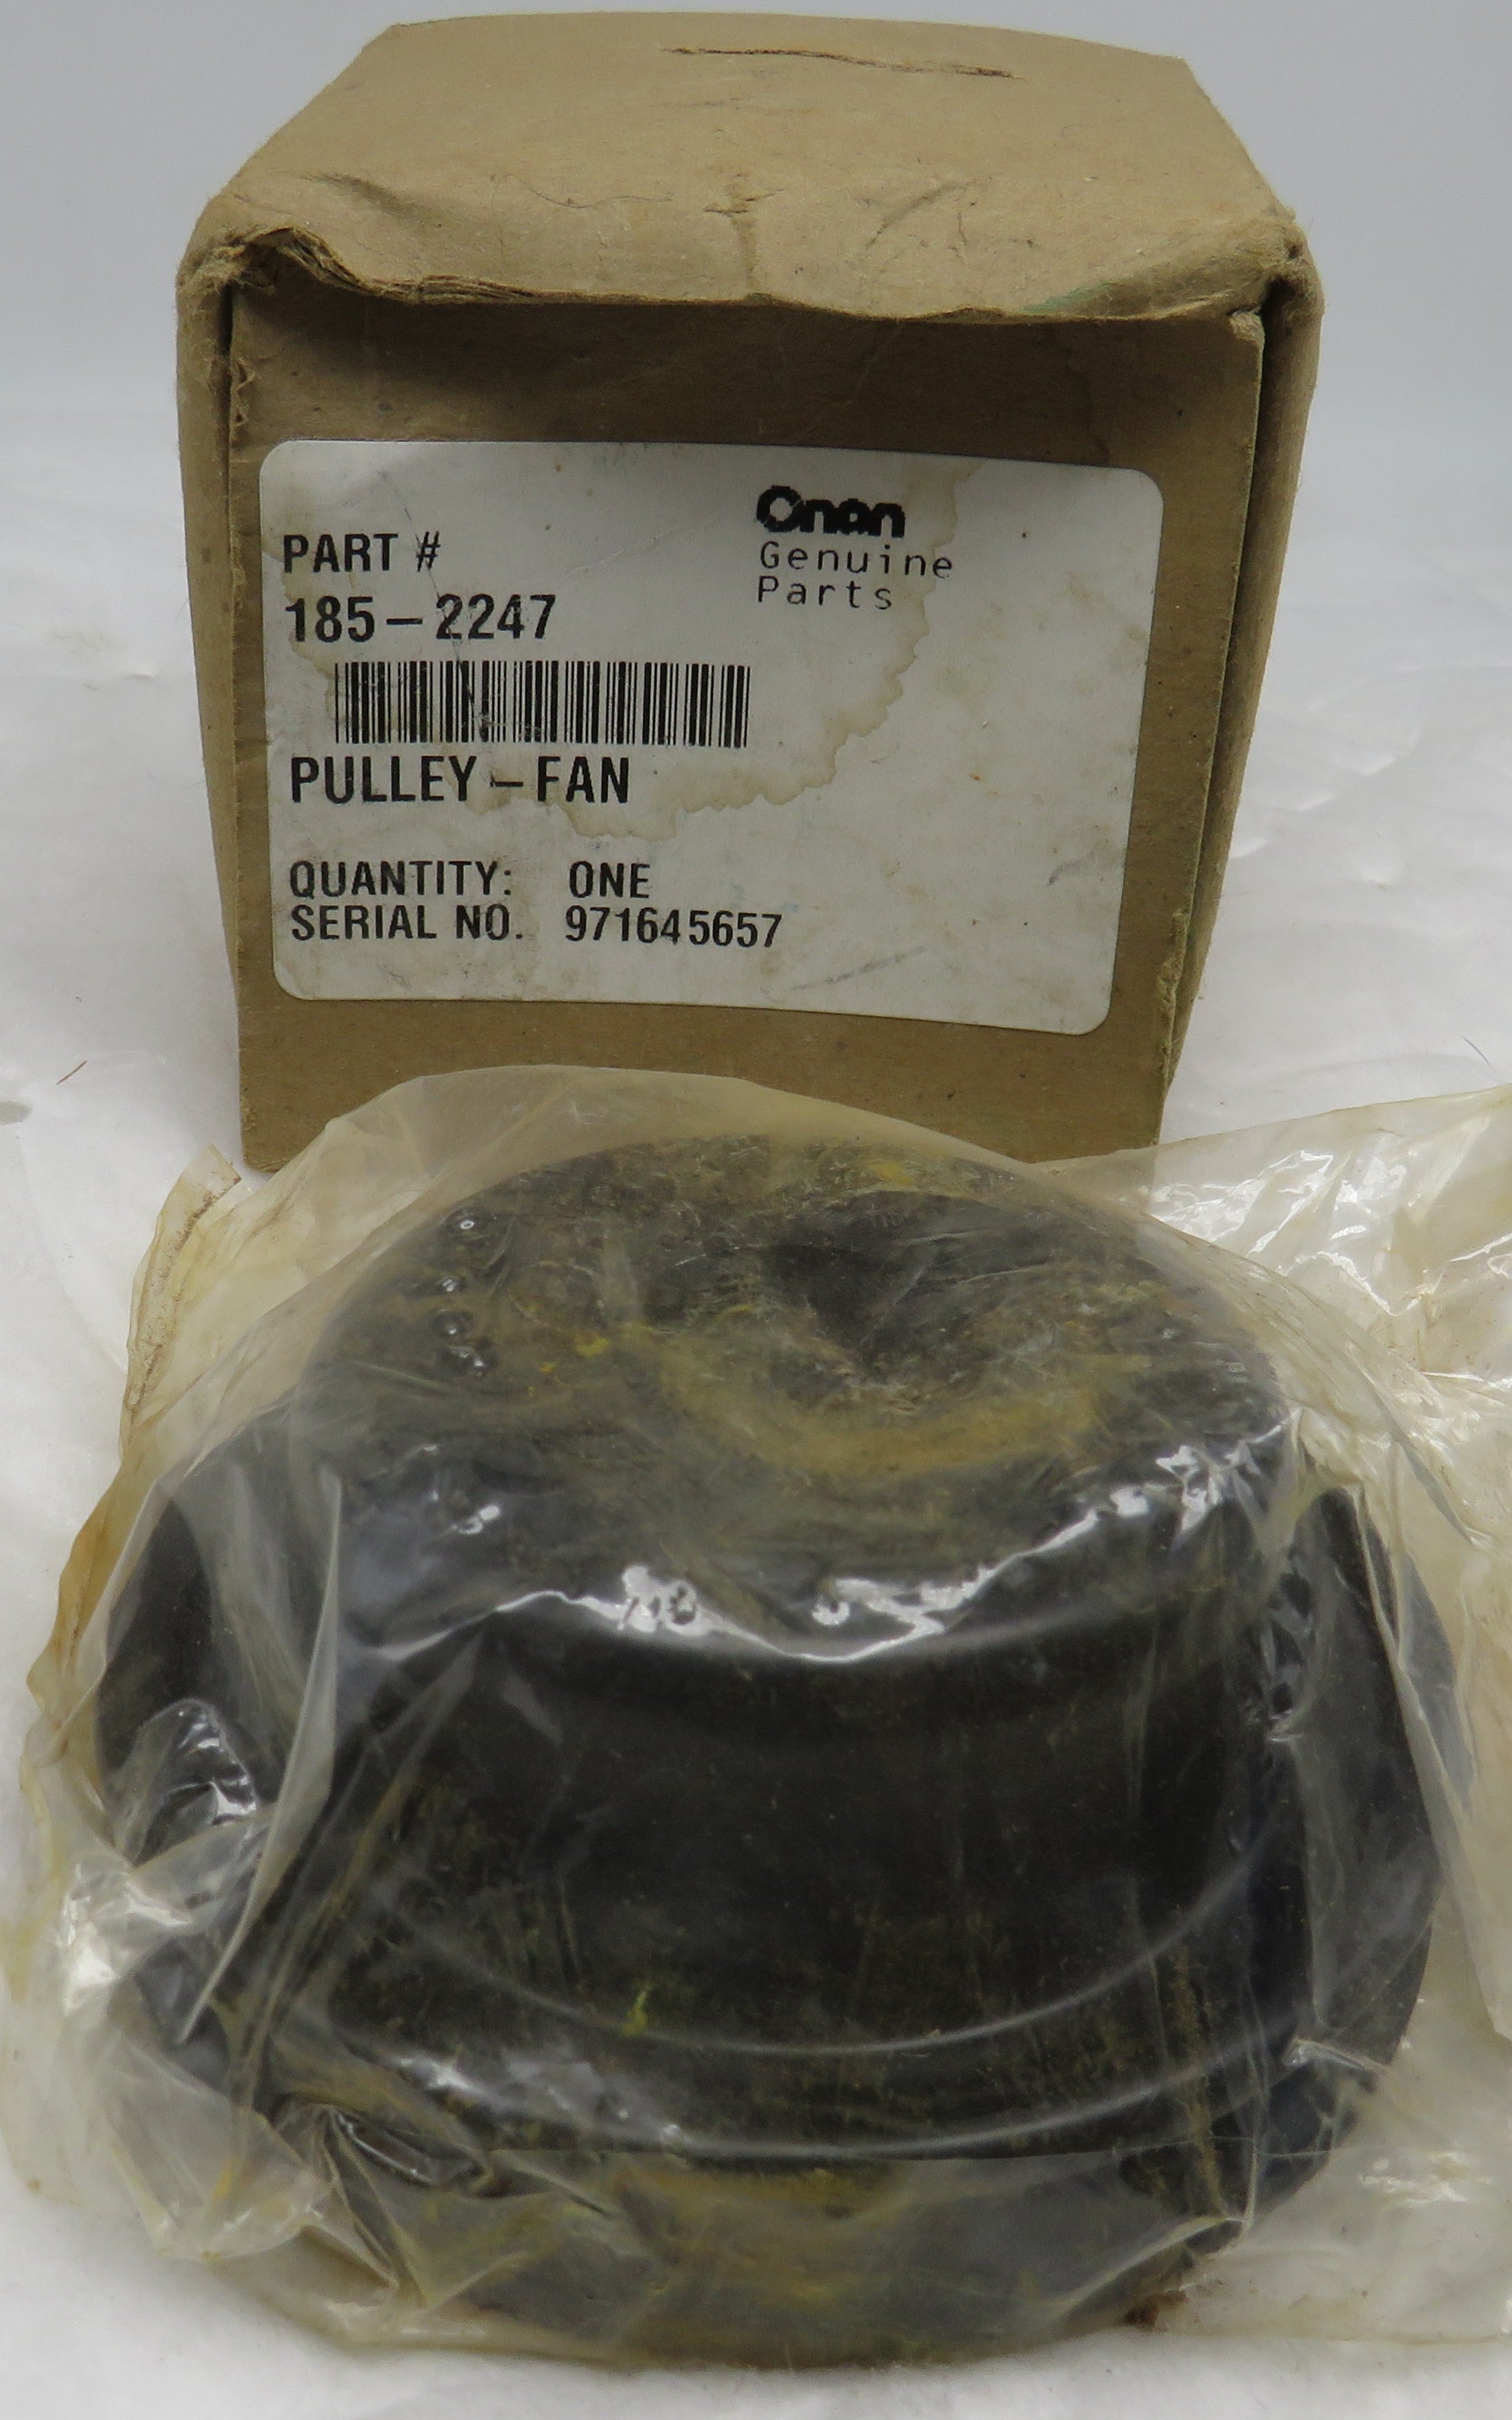 Onan
Genuine
Parts
PART #
185-2247
PULLEY-FAN
QUANTITY: ONE
SERIAL NO. 971645657